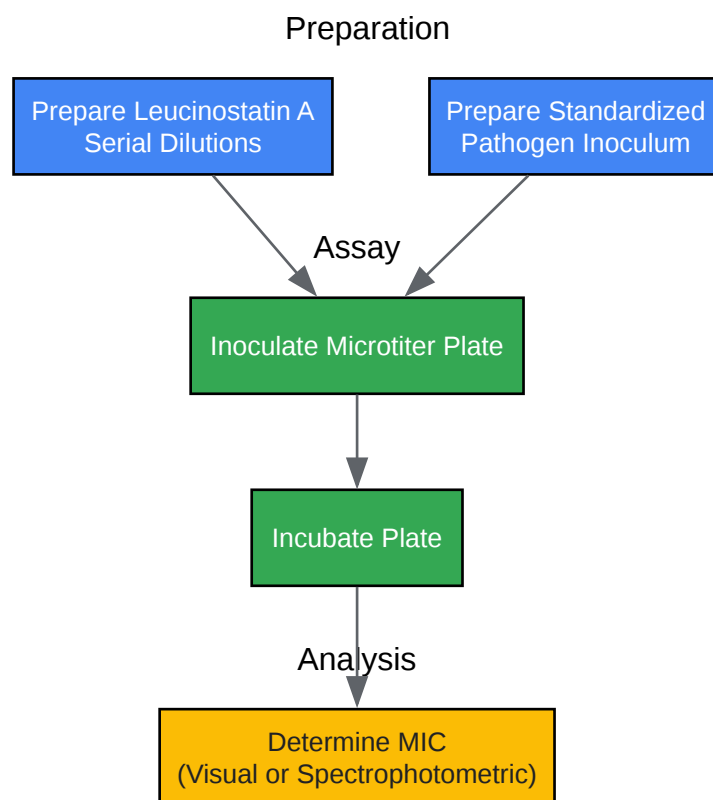 Preparation
Prepare Leucinostatin A
Serial Dilutions
Prepare Standardized
Pathogen Inoculum
Assay
Inoculate Microtiter Plate
Incubate Plate
Analysis
Determine MIC
(Visual or Spectrophotometric)